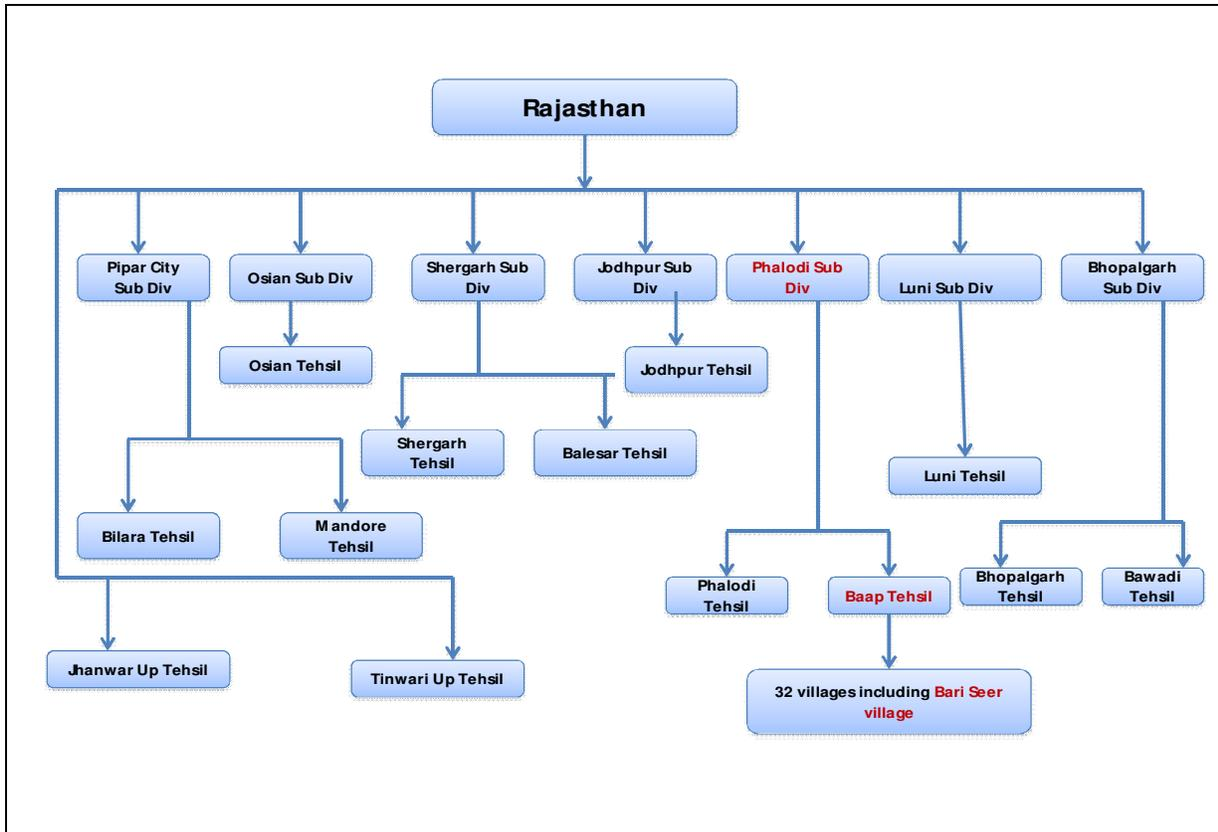 Rajasthan
Pipar City
Sub Div
Osian Sub Div
Shergarh Sub
Div
Jodhpur Sub
Div
Phalodi Sub
Div
Luni Sub Div
Bhopalgarh
Sub Div
Osian Tehsil
Jodhpur Tehsil
Shergarh
Tehsil
Balesar Tehsil
Luni Tehsil
Bilara Tehsil
Mandore
Tehsil
Phalodi
Tehsil
Baap Tehsil
Bhopalgarh
Tehsil
Bawadi
Tehsil
Jhanwar Up Tehsil
Tinwari Up Tehsil
32 villages including Bari Seer
village